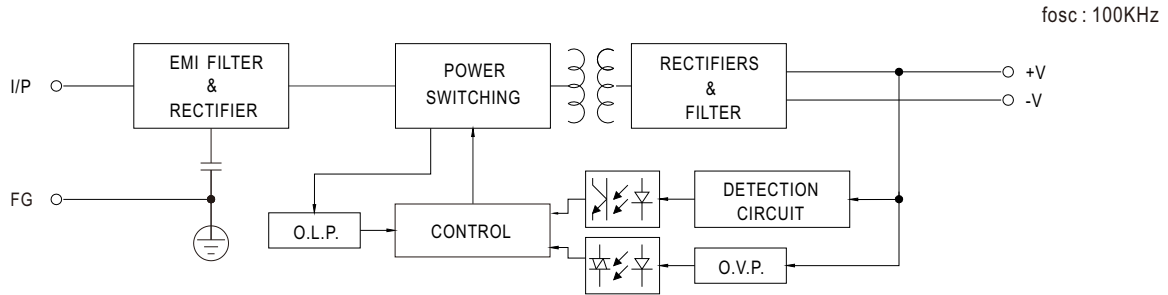 fosc : 100KHz
I/P
EMI FILTER
&
RECTIFIER
POWER
SWITCHING
RECTIFIERS
&
FILTER
+V
-V
FG
O.L.P.
CONTROL
DETECTION
CIRCUIT
O.V.P.